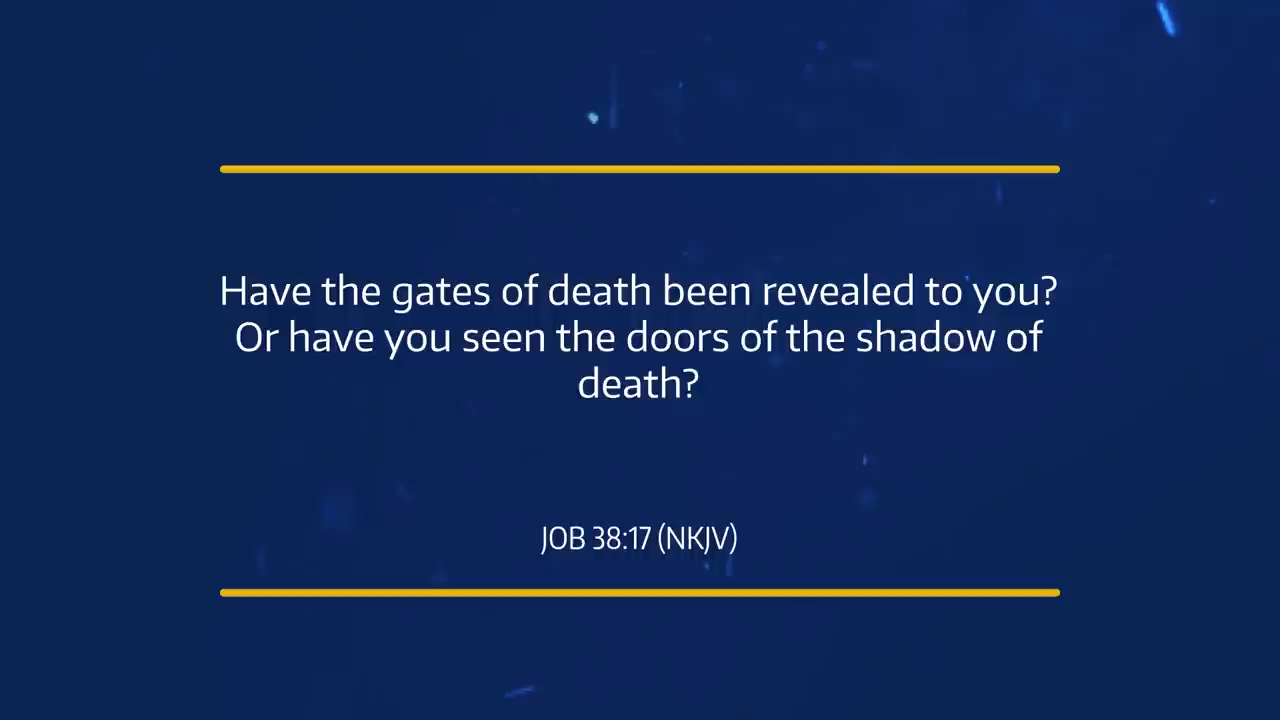 Have the gates of death been revealed to you?
Or have you seen the doors of the shadow of
death?
JOB 38:17 (NKJV)